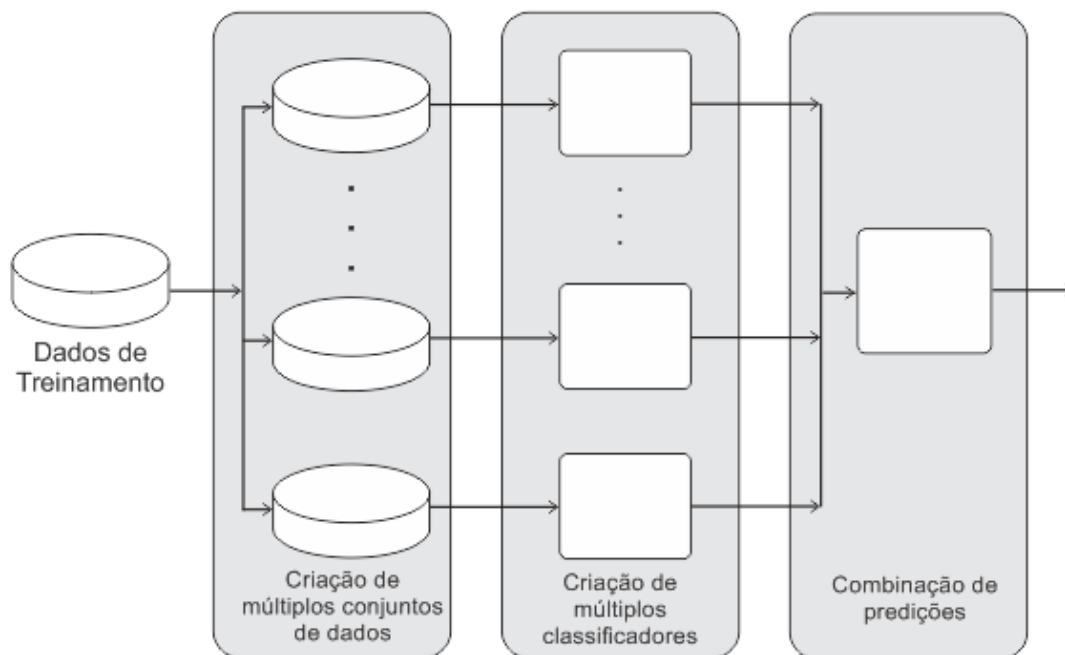 Dados de
Treinamento
Criação de
múltiplos conjuntos
de dados
Criação de
múltiplos
classificadores
Combinação de
predições